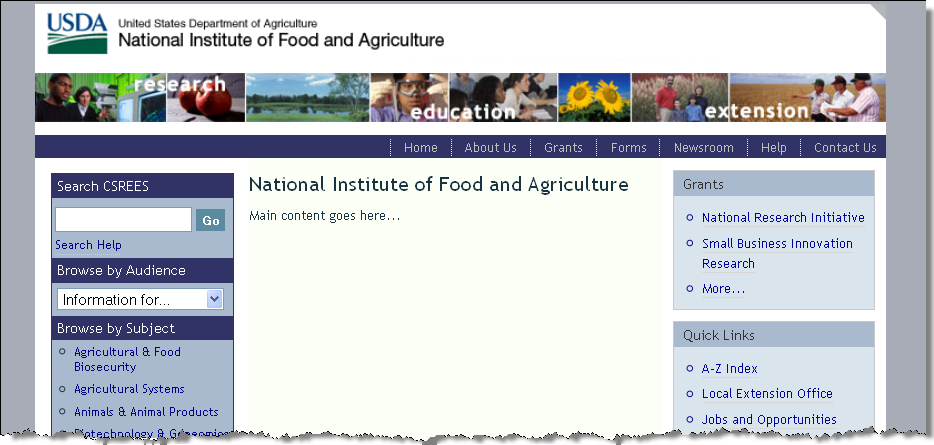 USDA
United States Department of Agriculture
National Institute of Food and Agriculture
research
education
extension
Home
About Us
Grants
Forms
Newsroom
Help
Contact Us
Search CSREES
Go
Search Help
Browse by Audience
Information for...
Browse by Subject
Agricultural & Food
Biosecurity
Agricultural Systems
Animals & Animal Products
Biotechnology & Genomics
National Institute of Food and Agriculture
Main content goes here...
Grants
National Research Initiative
Small Business Innovation
Research
More...
Quick Links
A-Z Index
Local Extension Office
Jobs and Opportunities